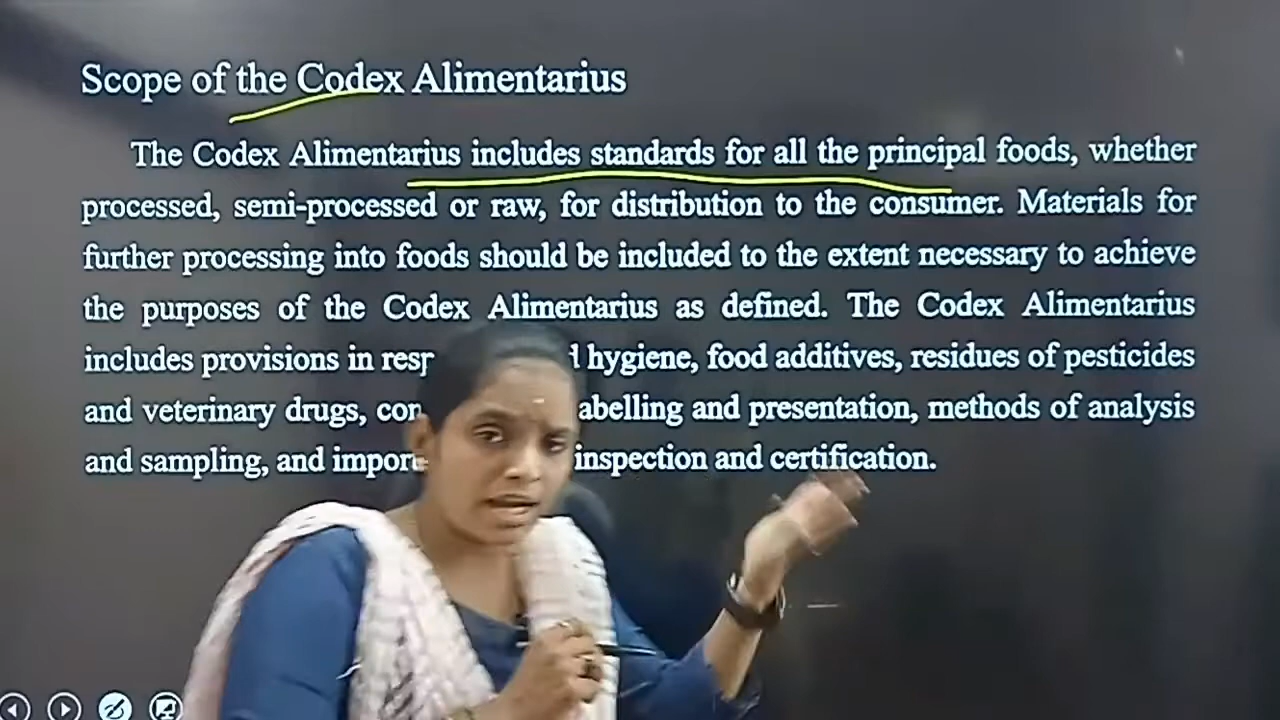 Scope of the Codex Alimentarius
The Codex Alimentarius includes standards for all the principal foods, whether
processed, semi-processed or raw, for distribution to the consumer. Materials for
further processing into foods should be included to the extent necessary to achieve
the purposes of the Codex Alimentarius as defined. The Codex Alimentarius
includes provisions in hygiene, food additives, residues of pesticides
and veterinary drugs, and presentation, methods of analysis
and sampling, and inspection and certification.